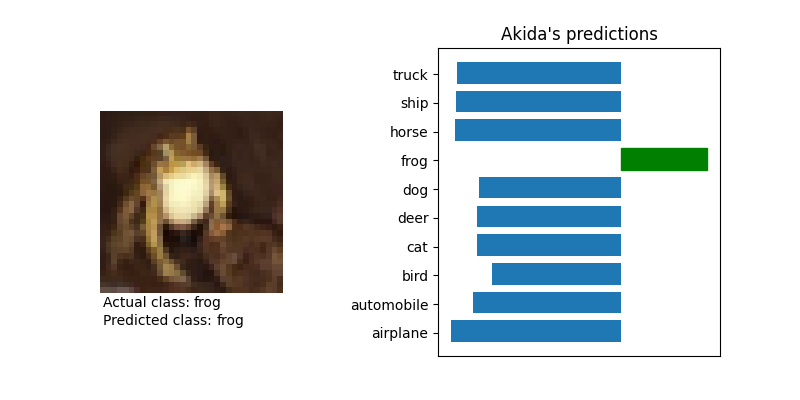 Akida's predictions
truck
ship
horse
frog
dog
deer
cat
bird
automobile
airplane
Actual class: frog
Predicted class: frog